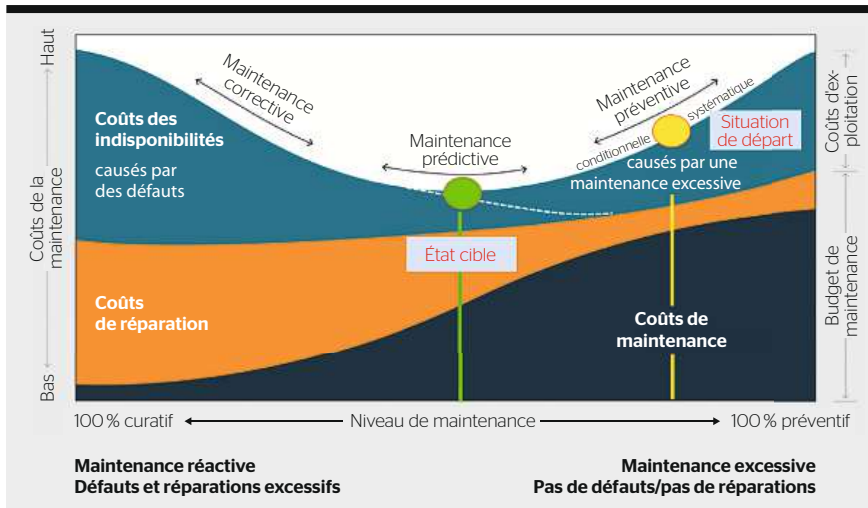 Haut
Coûts de la
maintenance
Bas
Maintenance
corrective
Coûts des
indisponibilités
causés par
des défauts
Maintenance
prédictive
Maintenance
préventive
conditionnelle
systématique
Situation
de départ
causés par une
maintenance excessive
État cible
Coûts
de réparation
Coûts de
maintenance
Coûts d'ex-
ploitation
Budget de
maintenance
100 % curatif
Niveau de maintenance
100 % préventif
Maintenance réactive
Défauts et réparations excessifs
Maintenance excessive
Pas de défauts/pas de réparations